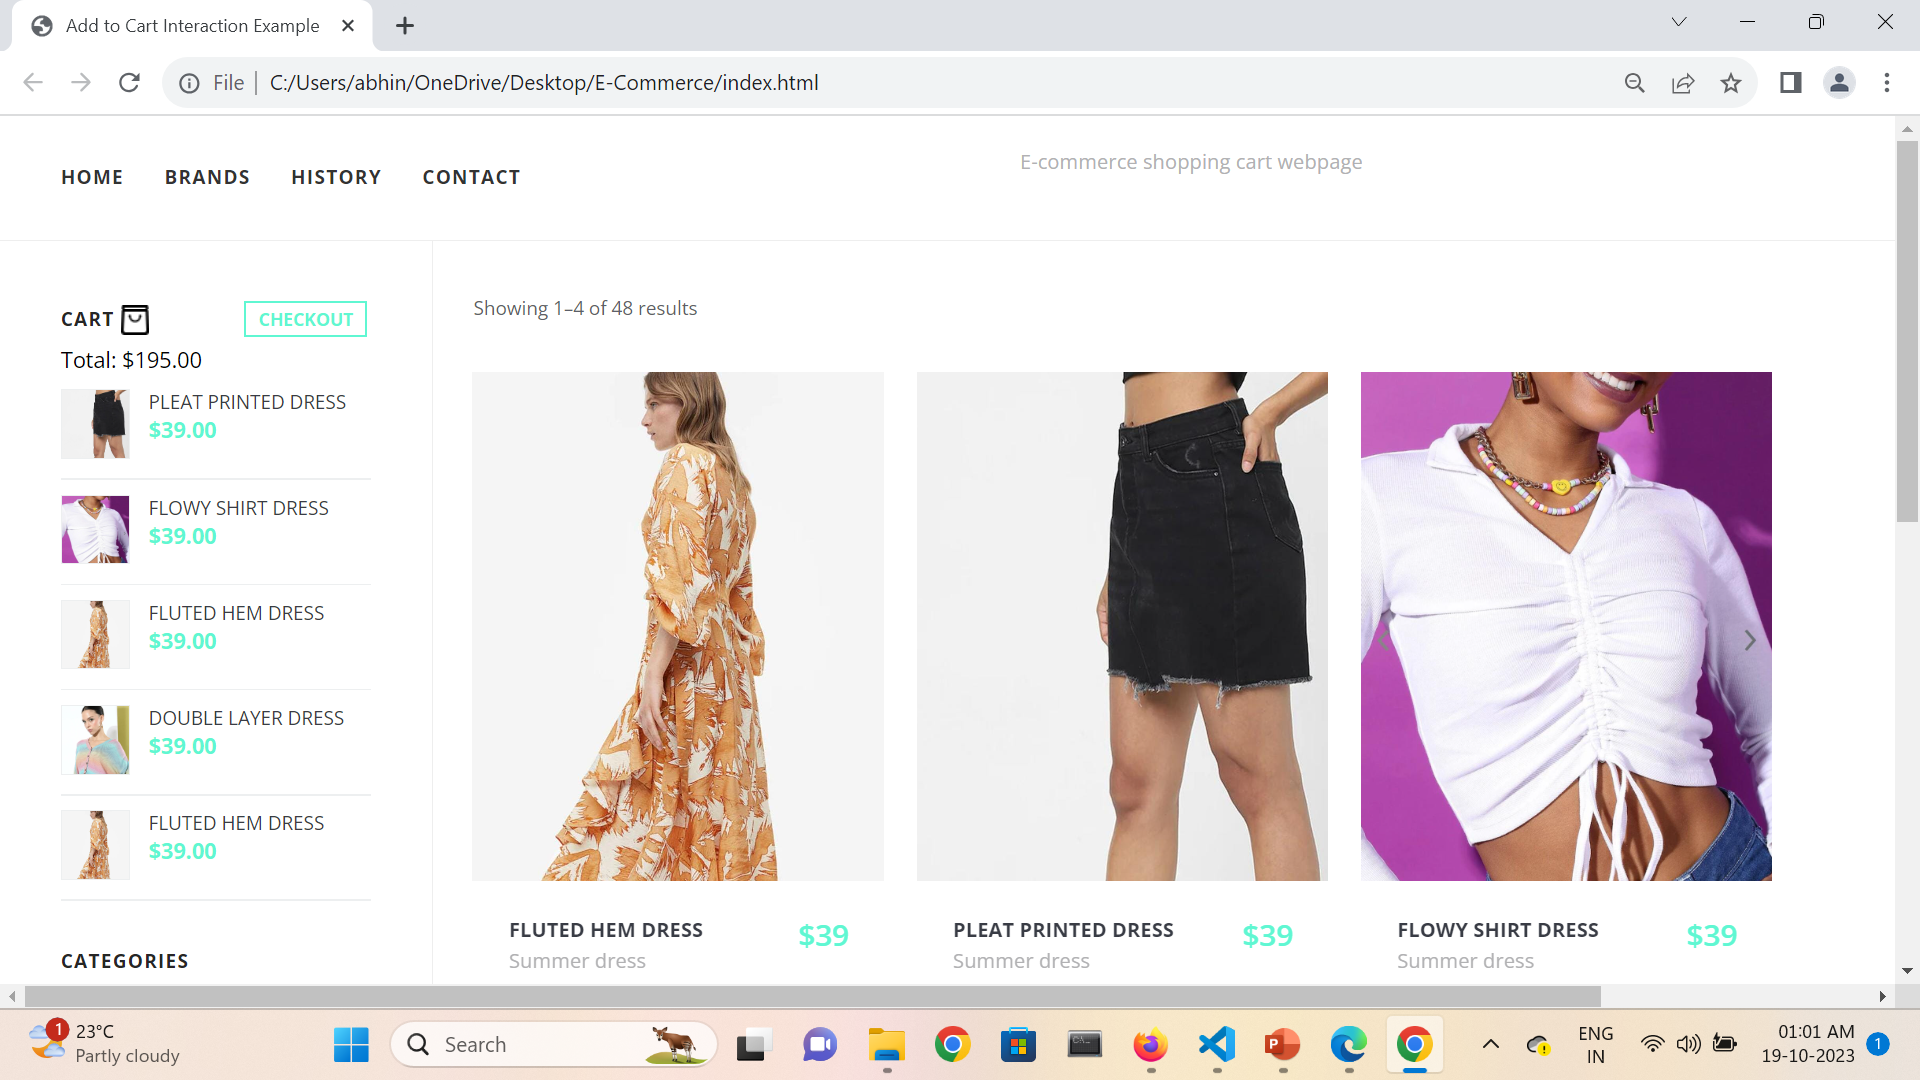 Add to Cart Interaction Example
File
C:/Users/abhin/OneDrive/Desktop/E-Commerce/index.html
HOME BRANDS HISTORY CONTACT
E-commerce shopping cart webpage
CART
CHECKOUT
Total: $195.00
PLEAT PRINTED DRESS
$39.00
FLOWY SHIRT DRESS
$39.00
FLUTED HEM DRESS
$39.00
DOUBLE LAYER DRESS
$39.00
FLUTED HEM DRESS
$39.00
CATEGORIES
Showing 1–4 of 48 results
FLUTED HEM DRESS
$39
Summer dress
PLEAT PRINTED DRESS
$39
Summer dress
FLOWY SHIRT DRESS
$39
Summer dress
1
23°C
Partly cloudy
Search
P
ENG
IN
01:01 AM
19-10-2023
1